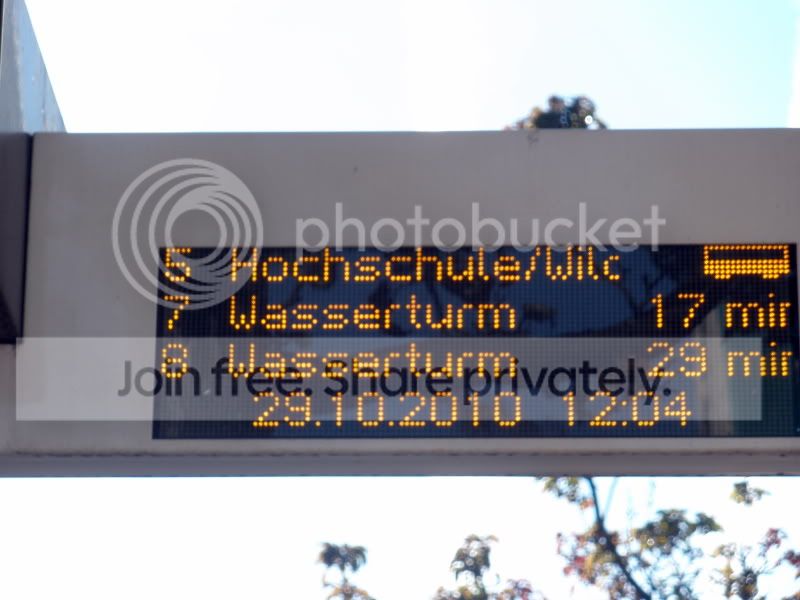 photobucket
5 Hochschule/Wilc
7 Wasserturm 17 min
8 Wasserturm 29 min
Join free. Share privately.
28.10.2010 12:04